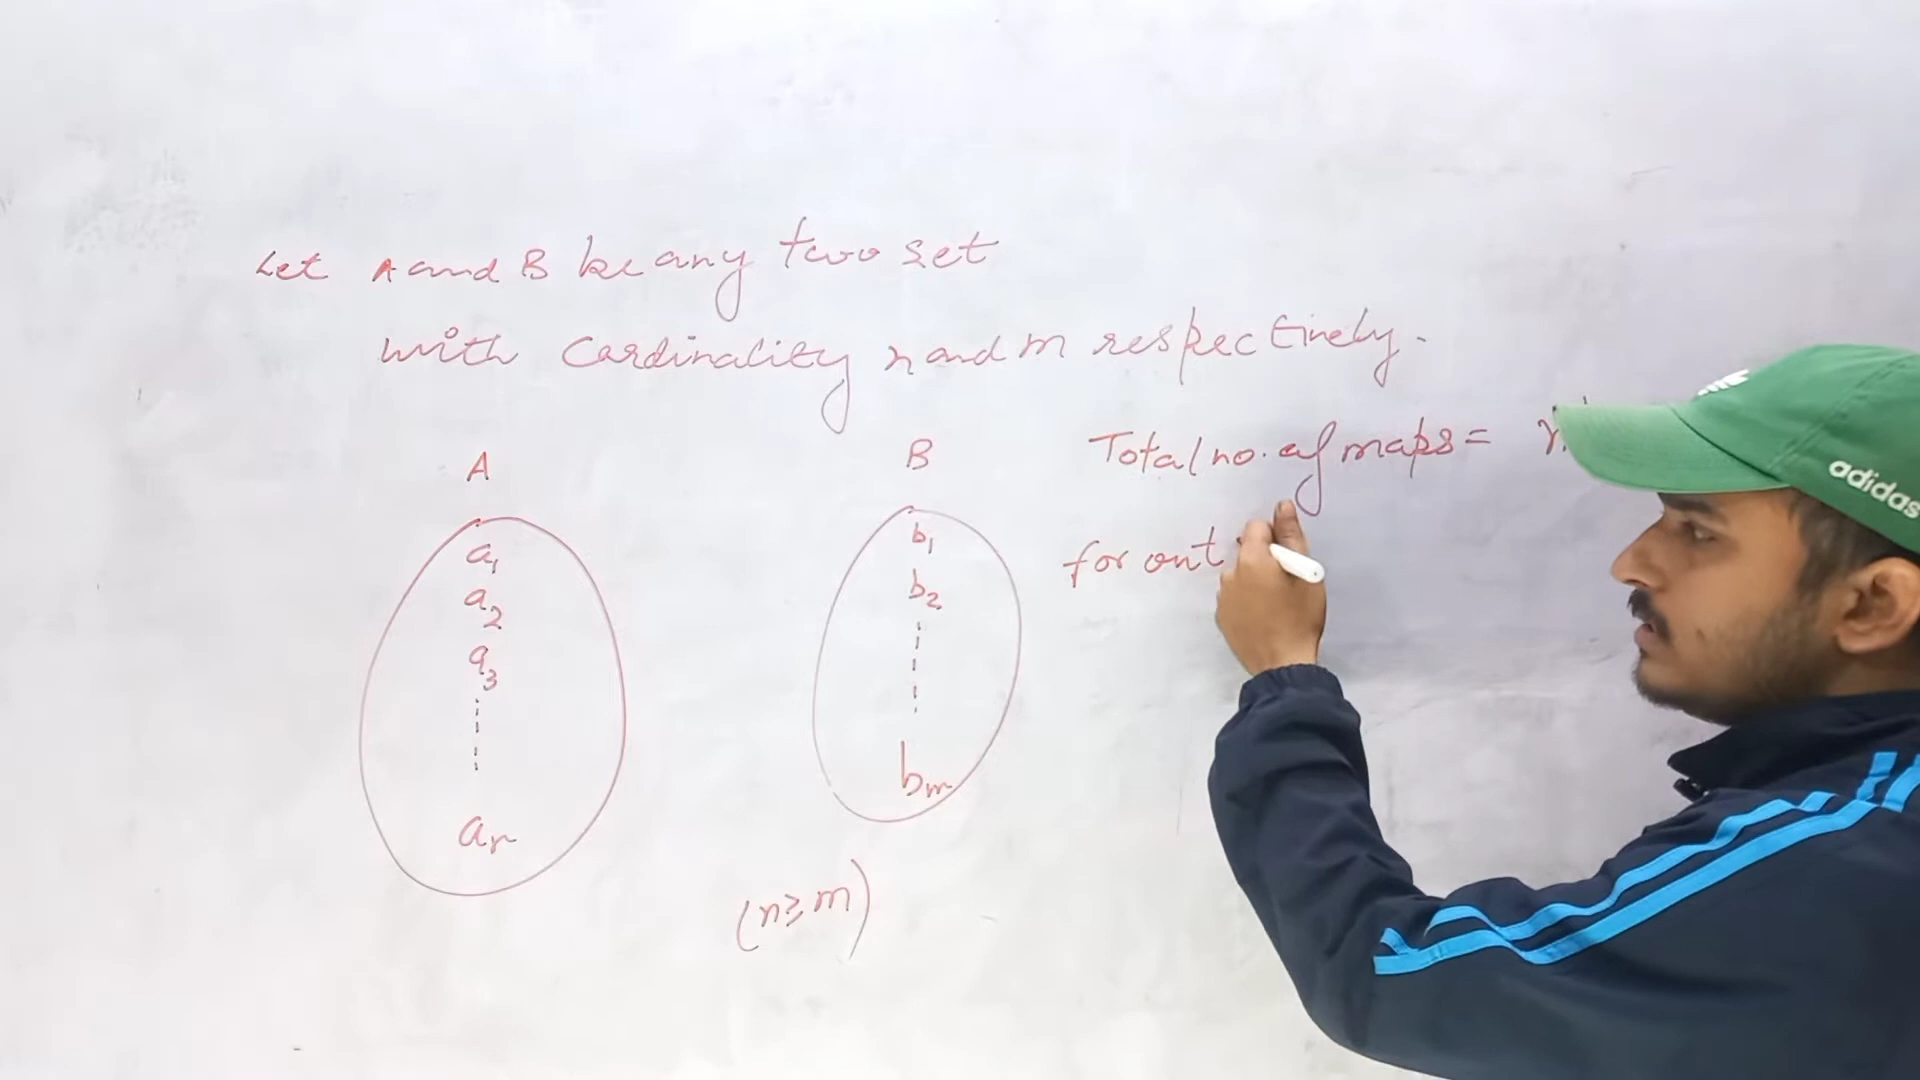 Let A and B be any two set
with Cardinality n and m respectively.
A
B
Total no. of maps =
a1
a2
a3
an
b1
b2
bm
for ont
(n≥m)
adidas